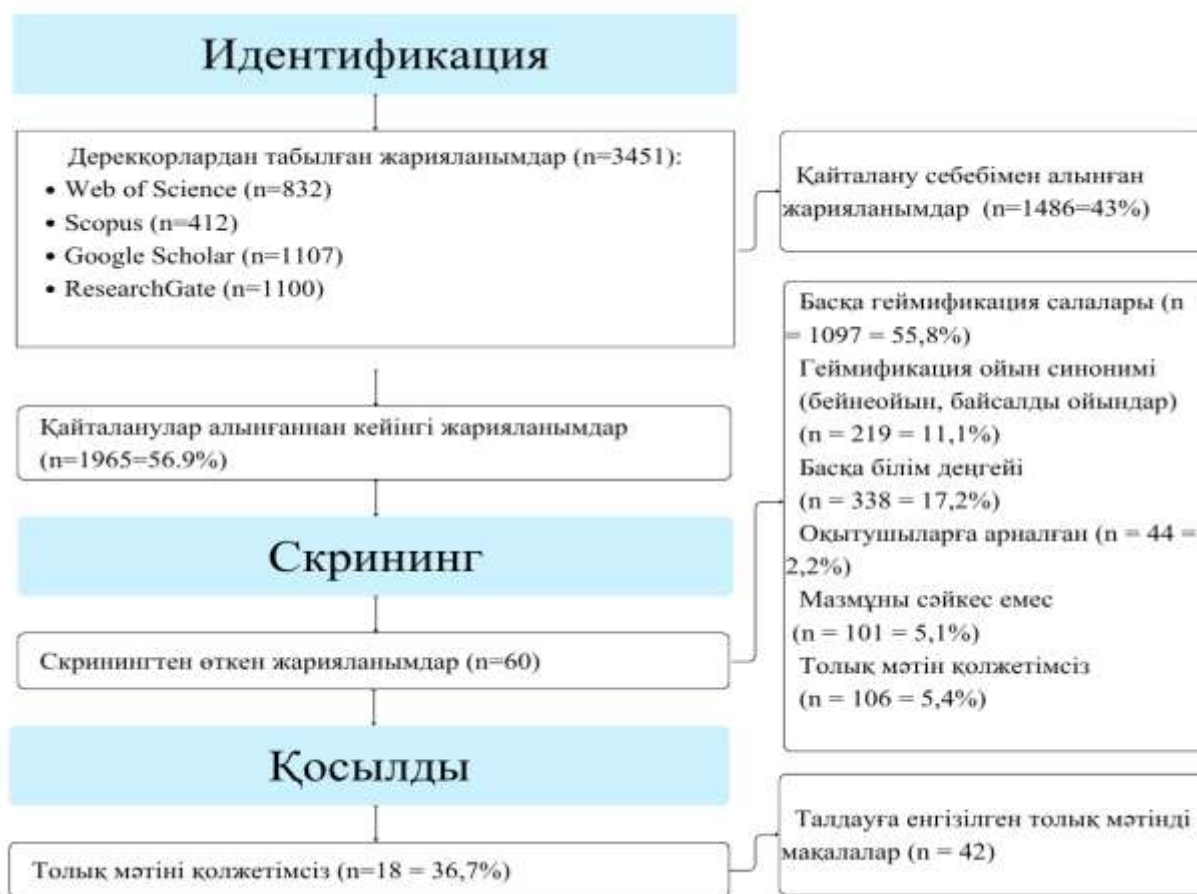 Идентификация
Дерекқорлардан табылған жарияланымдар (n=3451):
• Web of Science (n=832)
• Scopus (n=412)
• Google Scholar (n=1107)
• ResearchGate (n=1100)
Қайталану себебімен алынған
жарияланымдар (n=1486=43%)
Қайталанулар алынғаннан кейінгі жарияланымдар
(n=1965=56.9%)
Скрининг
Скринингтен өткен жарияланымдар (n=60)
Басқа геймификация салалары (n
= 1097 = 55,8%)
Геймификация ойын синонимі
(бейнеойын, байсалды ойындар)
(n = 219 = 11,1%)
Басқа білім деңгейі
(n = 338 = 17,2%)
Оқытушыларға арналған (n = 44 =
2,2%)
Мазмұны сәйкес емес
(n = 101 = 5,1%)
Толық мәтін қолжетімсіз
(n = 106 = 5,4%)
Қосылды
Толық мәтіні қолжетімсіз (n=18 = 36,7%)
Талдауға енгізілген толық мәтінді
мақалалар (n = 42)